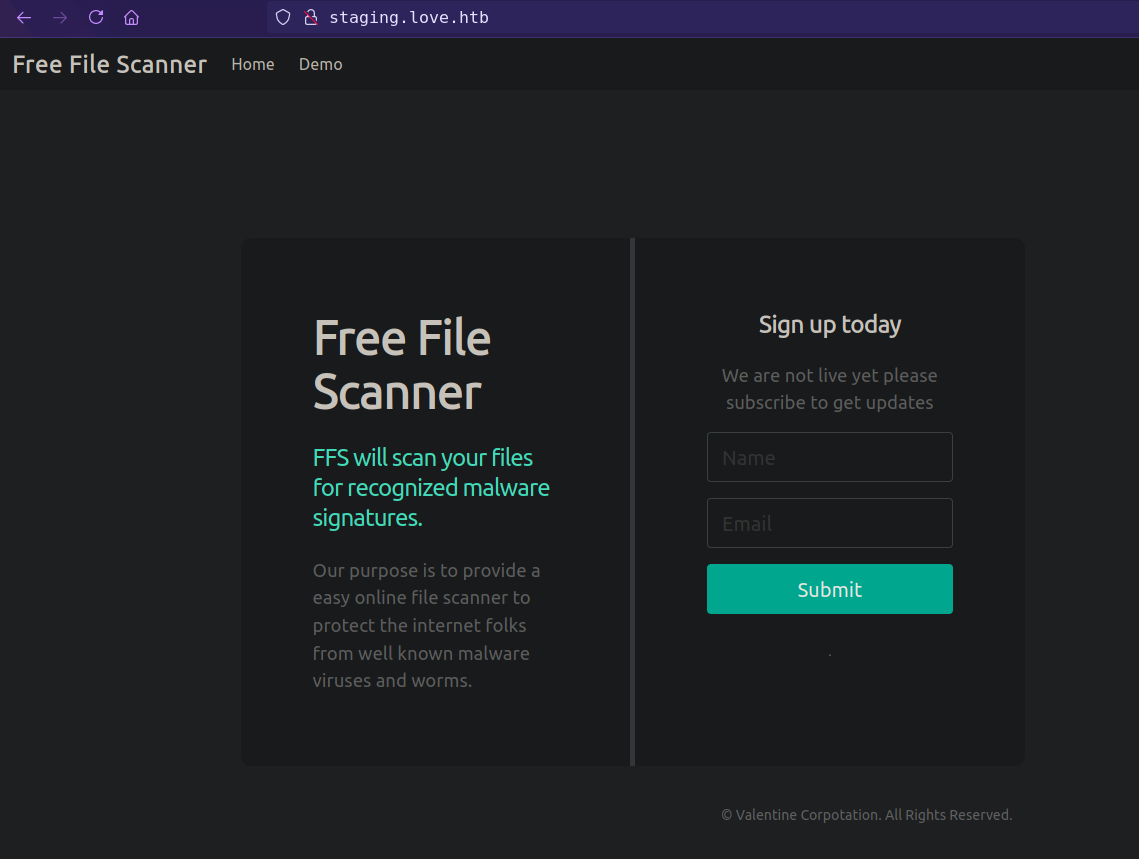 staging.love.htb
Free File Scanner Home Demo
Free File
Scanner
FFS will scan your files
for recognized malware
signatures.
Our purpose is to provide a
easy online file scanner to
protect the internet folks
from well known malware
viruses and worms.
Sign up today
We are not live yet please
subscribe to get updates
Name
Email
Submit
.
© Valentine Corpotation. All Rights Reserved.